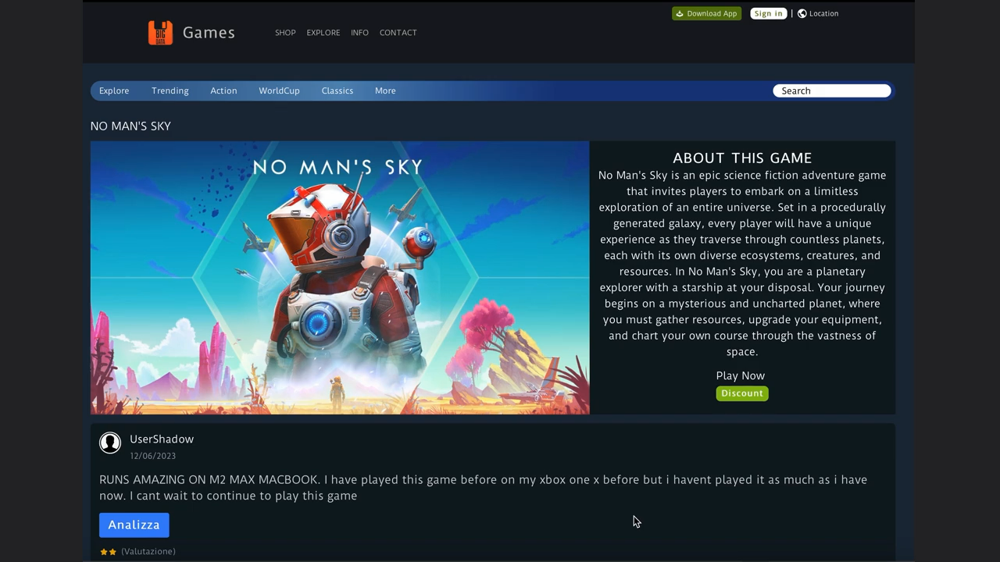 Download App
Sign in | Location
BIG DATA
Games
SHOP EXPLORE INFO CONTACT
Explore Trending Action WorldCup Classics More
Search
NO MAN'S SKY
NO MAN'S SKY
ABOUT THIS GAME
No Man's Sky is an epic science fiction adventure game
that invites players to embark on a limitless
exploration of an entire universe. Set in a procedurally
generated galaxy, every player will have a unique
experience as they traverse through countless planets,
each with its own diverse ecosystems, creatures, and
resources. In No Man's Sky, you are a planetary
explorer with a starship at your disposal. Your journey
begins on a mysterious and uncharted planet, where
you must gather resources, upgrade your equipment,
and chart your own course through the vastness of
space.
Play Now
Discount
UserShadow
12/06/2023
RUNS AMAZING ON M2 MAX MACBOOK. I have played this game before on my xbox one x before but i havent played it as much as i have
now. I cant wait to continue to play this game
Analizza
(Valutazione)